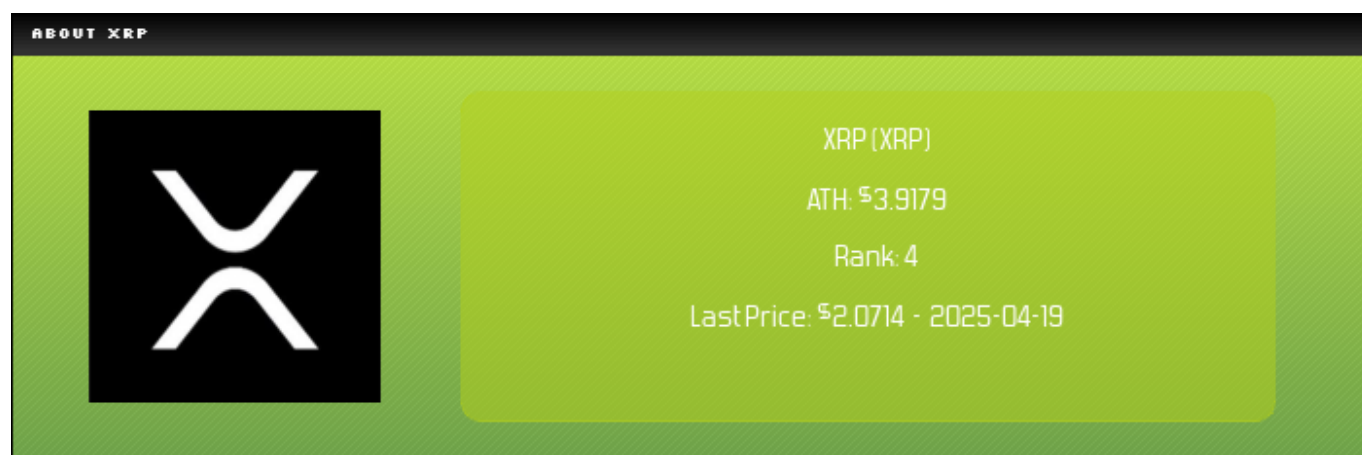 ABOUT XRP
XRP (XRP)
ATH: $3.9179
Rank: 4
Last Price: $2.0714 - 2025-04-19